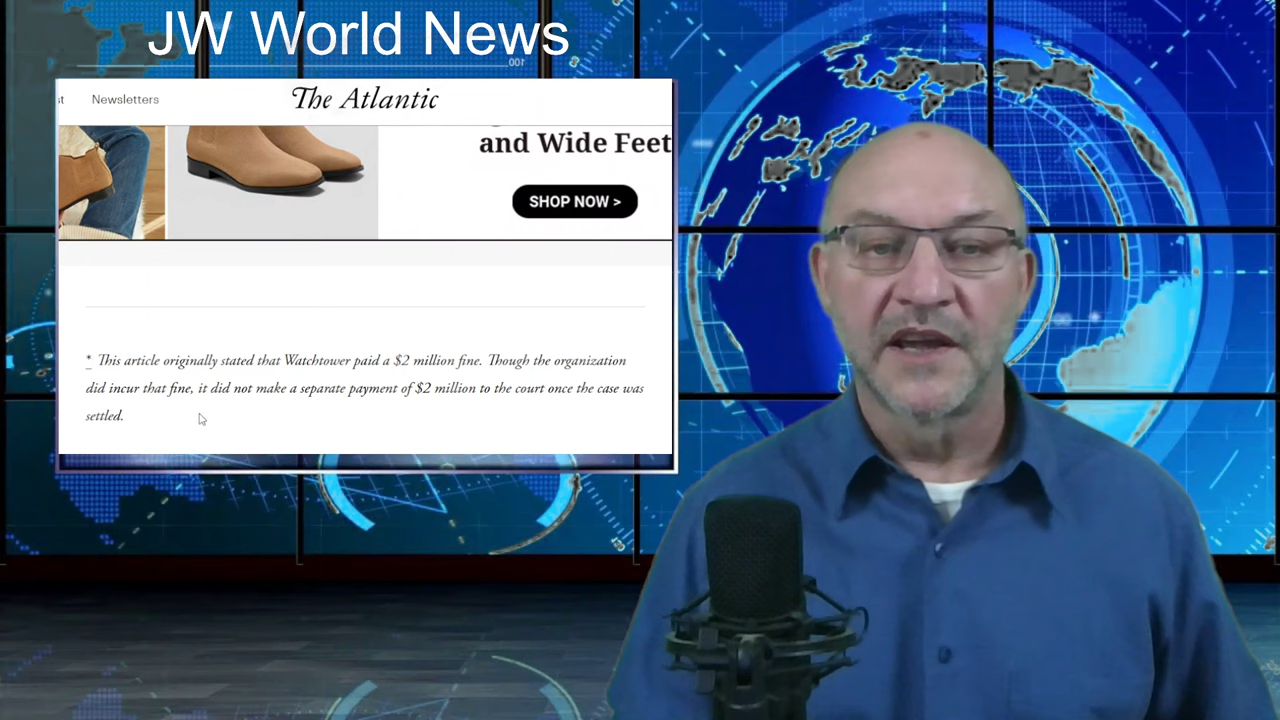 JW World News
001
st Newsletters The Atlantic
and Wide Feet
SHOP NOW >
* This article originally stated that Watchtower paid a $2 million fine. Though the organization
did incur that fine, it did not make a separate payment of $2 million to the court once the case was
settled.